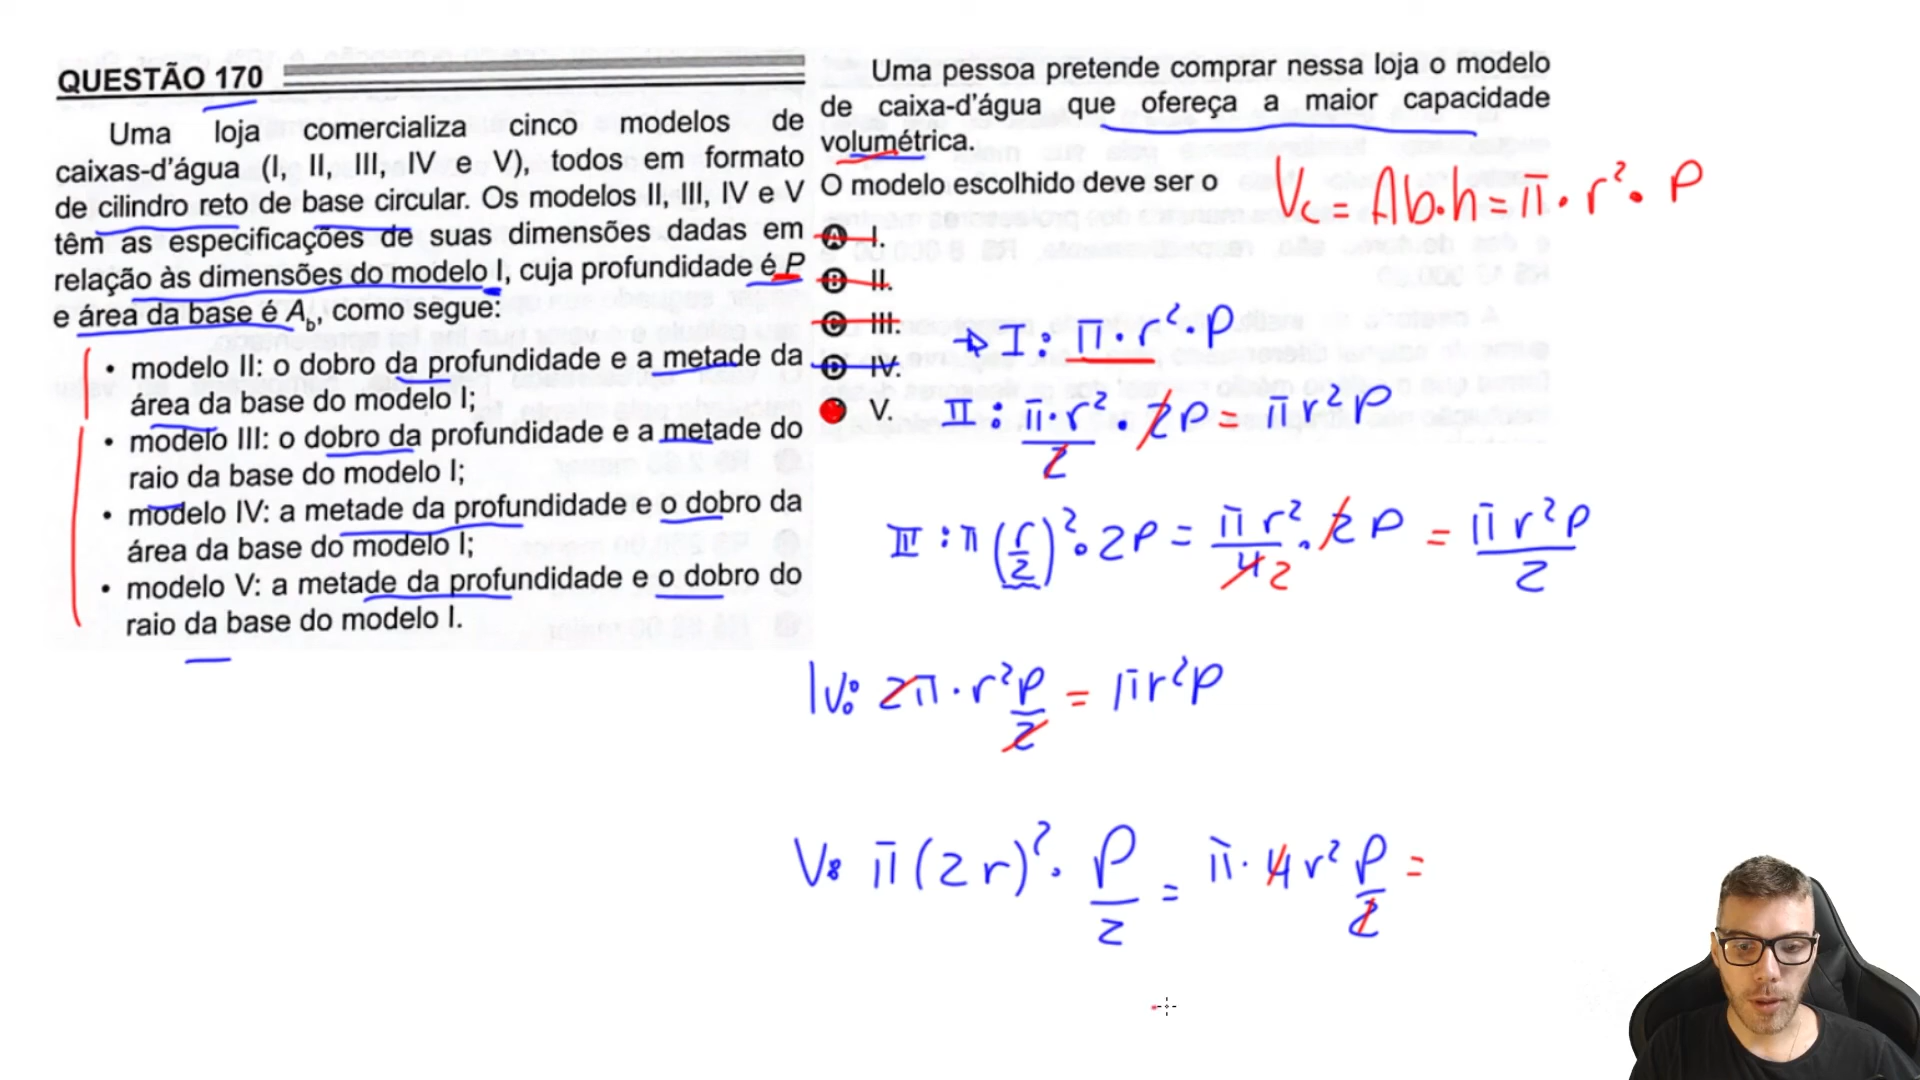 QUESTÃO 170
Uma loja comercializa cinco modelos de
caixas-d'água (I, II, III, IV e V), todos em formato
de cilindro reto de base circular. Os modelos II, III, IV e V
têm as especificações de suas dimensões dadas em
relação às dimensões do modelo I, cuja profundidade é P
e área da base é A_b, como segue:
• modelo II: o dobro da profundidade e a metade da
área da base do modelo I;
• modelo III: o dobro da profundidade e a metade do
raio da base do modelo I;
• modelo IV: a metade da profundidade e o dobro da
área da base do modelo I;
• modelo V: a metade da profundidade e o dobro do
raio da base do modelo I.
Uma pessoa pretende comprar nessa loja o modelo
de caixa-d'água que ofereça a maior capacidade
volumétrica.
O modelo escolhido deve ser o
A I.
B II.
C III.
D IV.
V.
Vc = Ab·h = π·r²·P
I: π·r²·P
II: π·r²/2 · 2P = πr²P
III: π(r/2)²·2P = πr²/4 2 · 2P = πr²P/2
IV: 2π·r² P/2 = πr²P
V: π(2r)²· P/2 = π·4r² P/2 =